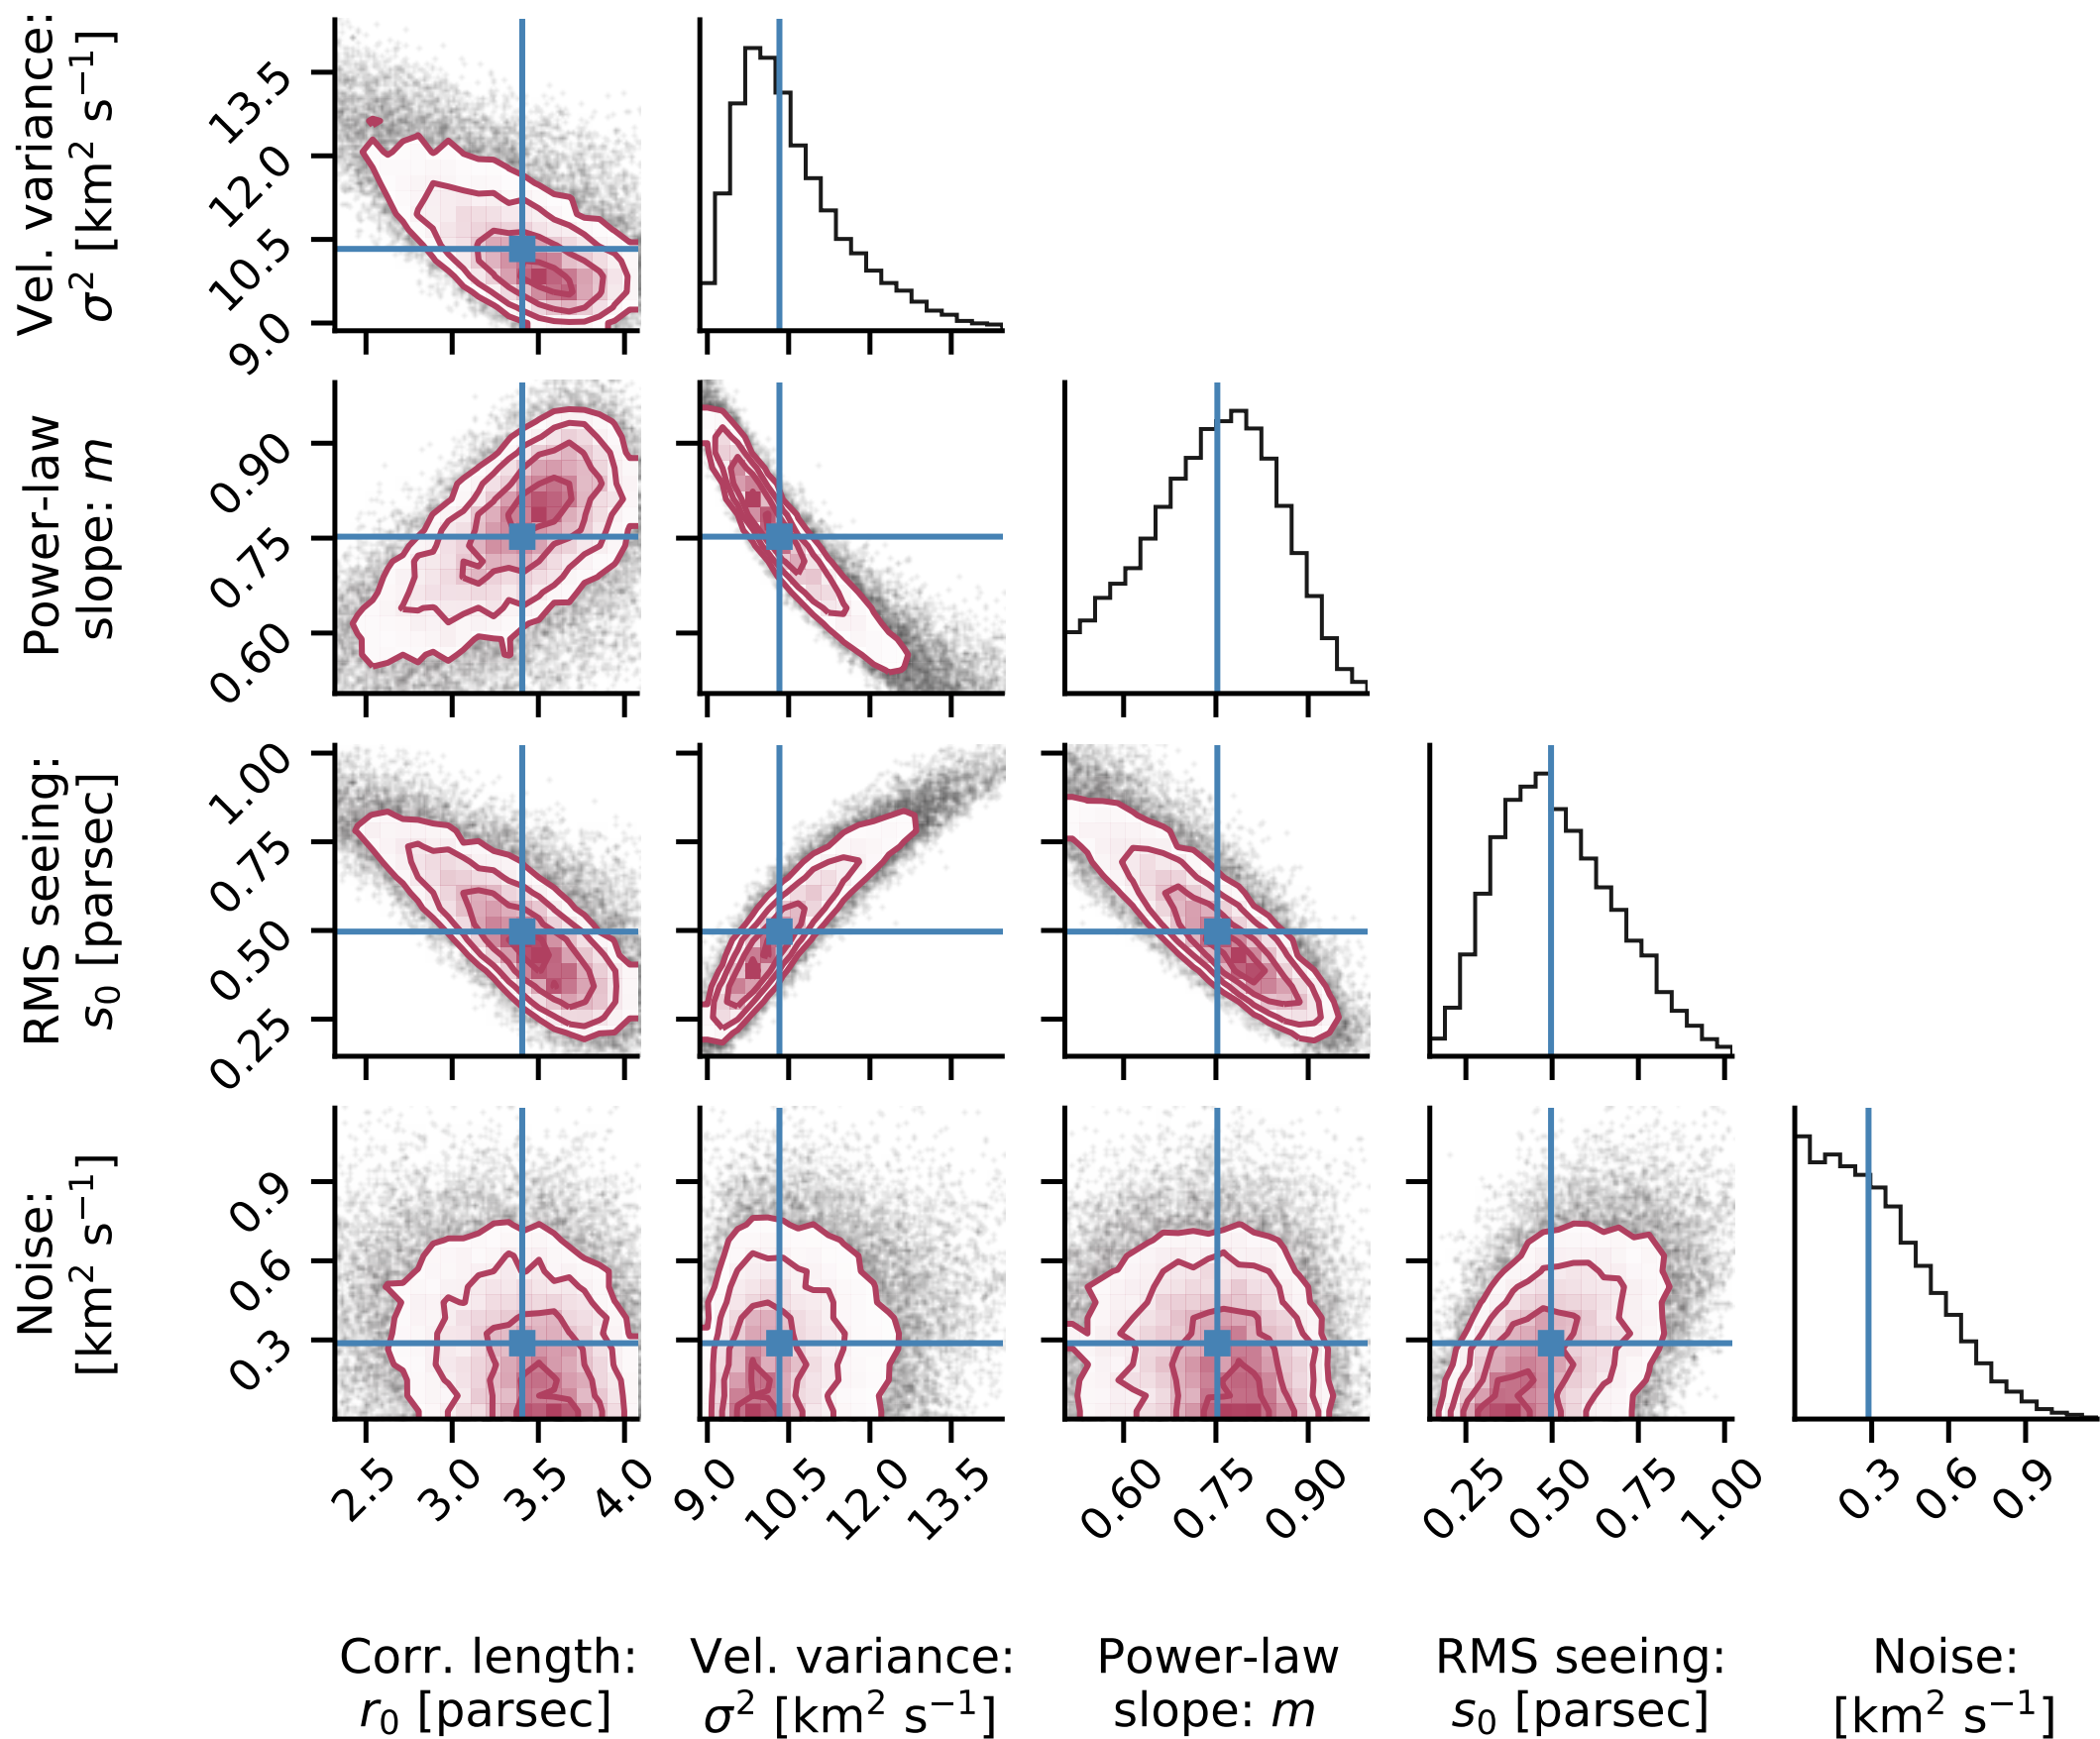 Vel. variance:
σ² [km² s⁻¹]
13.5
12.0
10.5
9.0
Power-law
slope: m
0.90
0.75
0.60
RMS seeing:
s₀ [parsec]
1.00
0.75
0.50
0.25
Noise:
[km² s⁻¹]
0.9
0.6
0.3
2.5 3.0 3.5 4.0 9.0 10.5 12.0 13.5 0.60 0.75 0.90 0.25 0.50 0.75 1.00 0.3 0.6 0.9
Corr. length:
r₀ [parsec]
Vel. variance:
σ² [km² s⁻¹]
Power-law
slope: m
RMS seeing:
s₀ [parsec]
Noise:
[km² s⁻¹]